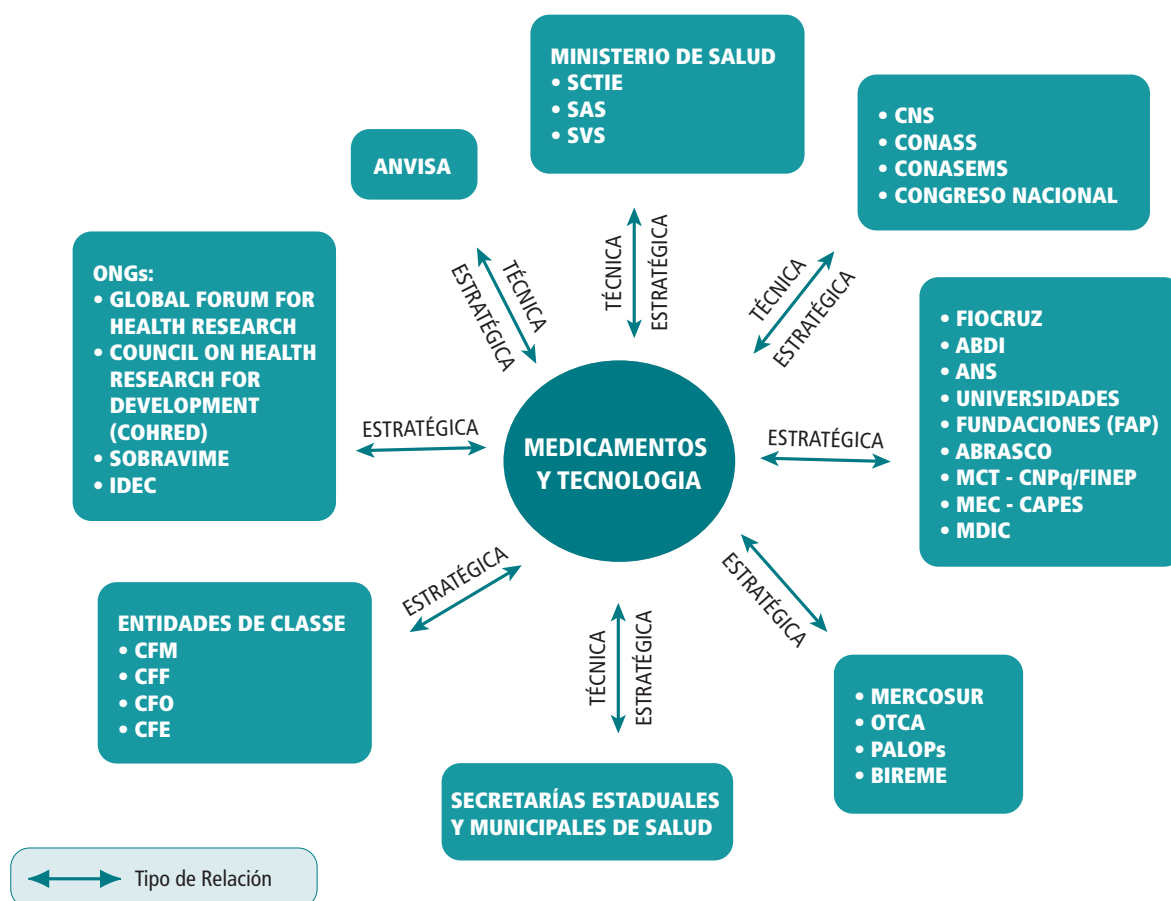 MINISTERIO DE SALUD
• SCTIE
• SAS
• SVS
• CNS
• CONASS
• CONASEMS
• CONGRESO NACIONAL
ANVISA
ONGs:
• GLOBAL FORUM FOR
HEALTH RESEARCH
• COUNCIL ON HEALTH
RESEARCH FOR
DEVELOPMENT
(COHRED)
• SOBRAVIME
• IDEC
TÉCNICA
ESTRATÉGICA
TÉCNICA
ESTRATÉGICA
TÉCNICA
ESTRATÉGICA
• FIOCRUZ
• ABDI
• ANS
• UNIVERSIDADES
• FUNDACIONES (FAP)
• ABRASCO
• MCT - CNPq/FINEP
• MEC - CAPES
• MDIC
ESTRATÉGICA
MEDICAMENTOS
Y TECNOLOGIA
ESTRATÉGICA
ESTRATÉGICA
TÉCNICA
ESTRATÉGICA
ESTRATÉGICA
ENTIDADES DE CLASSE
• CFM
• CFF
• CFO
• CFE
• MERCOSUR
• OTCA
• PALOPs
• BIREME
SECRETARÍAS ESTADUALES
Y MUNICIPALES DE SALUD
Tipo de Relación